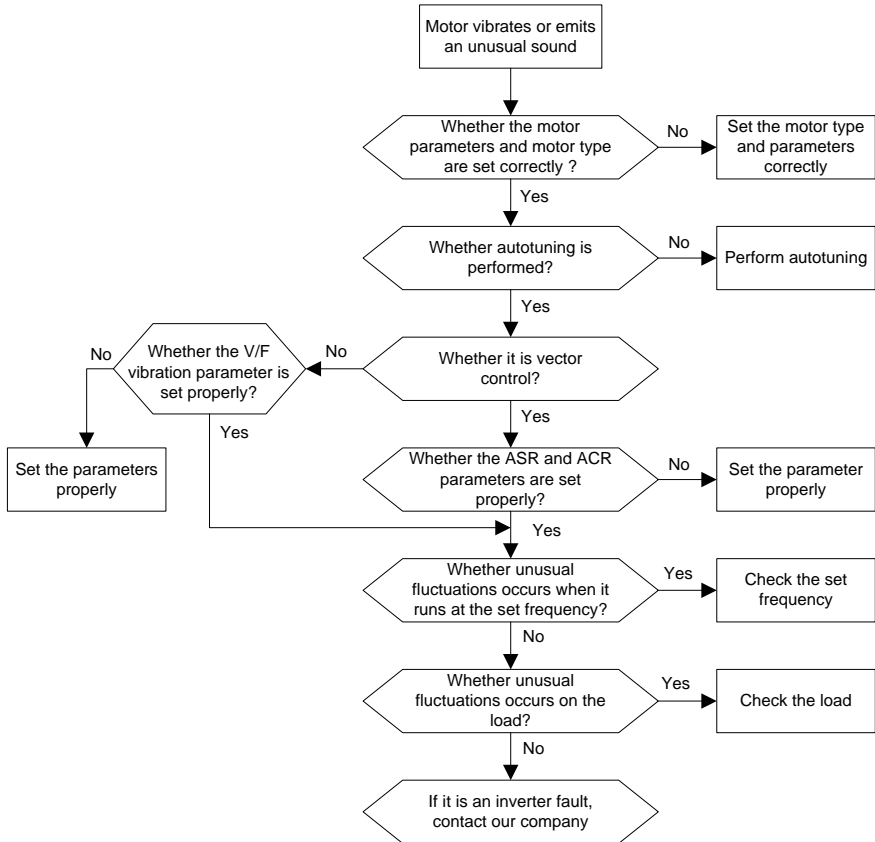 Motor vibrates or emits
an unusual sound
Whether the motor
parameters and motor type
are set correctly ?
No
Set the motor type
and parameters
correctly
Yes
Whether autotuning is
performed?
No
Perform autotuning
Yes
Whether it is vector
control?
No
Whether the V/F
vibration parameter is
set properly?
No
Set the parameters
properly
Yes
Yes
Whether the ASR and ACR
parameters are set
properly?
No
Set the parameter
properly
Yes
Whether unusual
fluctuations occurs when it
runs at the set frequency?
Yes
Check the set
frequency
No
Whether unusual
fluctuations occurs on the
load?
Yes
Check the load
No
If it is an inverter fault,
contact our company